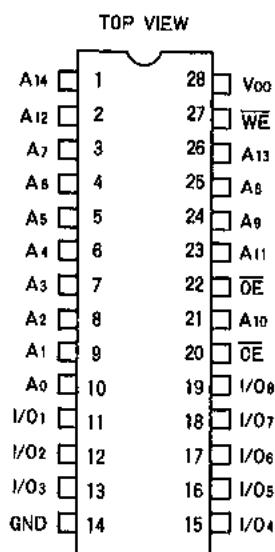 TOP VIEW
A14 1 28 VDD
A12 2 27 WE
A7 3 26 A13
A6 4 25 A8
A5 5 24 A9
A4 6 23 A11
A3 7 22 OE
A2 8 21 A10
A1 9 20 CE
A0 10 19 I/O8
I/O1 11 18 I/O7
I/O2 12 17 I/O6
I/O3 13 16 I/O5
GND 14 15 I/O4